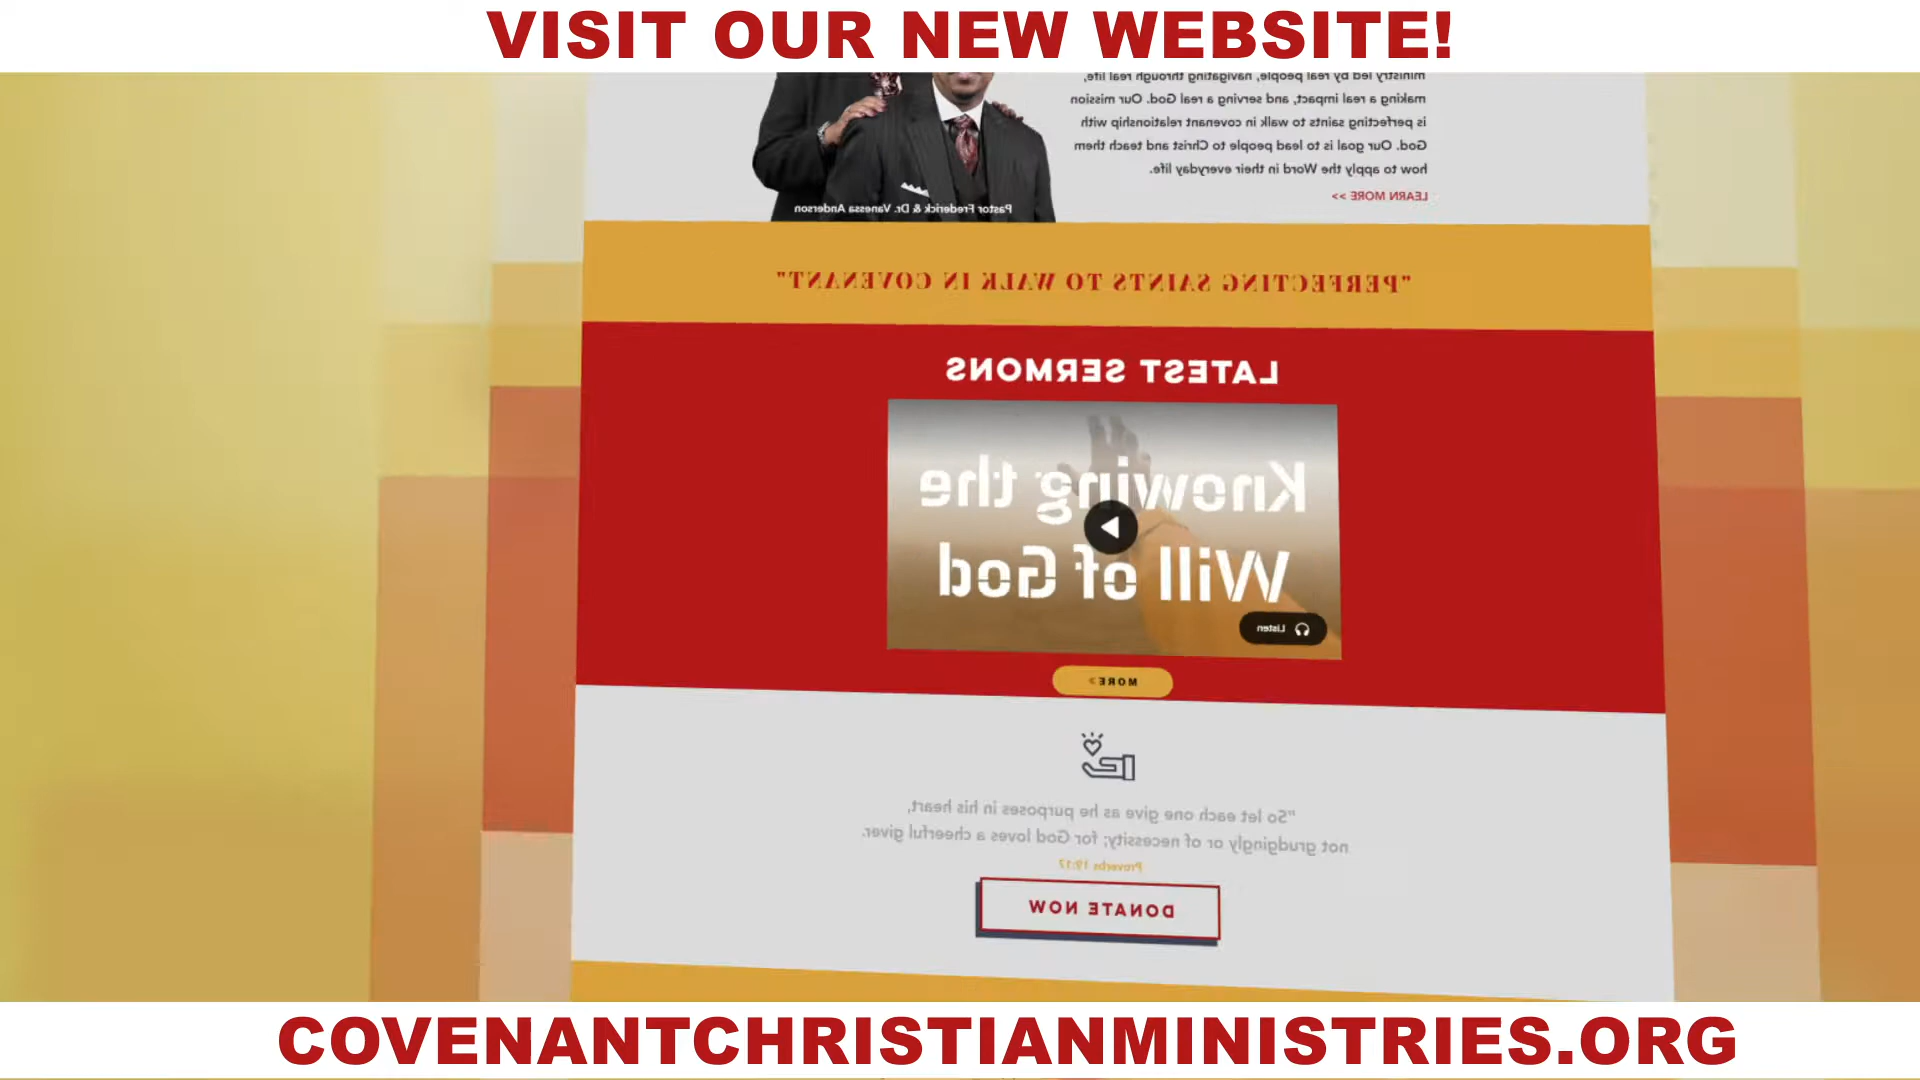 VISIT OUR NEW WEBSITE!
ministry led by real people, navigating through real life,
making a real impact, and serving a real God. Our mission
is perfecting saints to walk in covenant relationship with
God. Our goal is to lead people to Christ and teach them
how to apply the Word in their everyday life.
LEARN MORE >>
Pastor Frederick & Dr. Vanessa Anderson
"PERFECTING SAINTS TO WALK IN COVENANT"
LATEST SERMONS
Knowing the
Will of God
Listen
MORE>
"So let each one give as he purposes in his heart,
not grudgingly or of necessity; for God loves a cheerful giver.
Proverbs 19:17
DONATE NOW
COVENANTCHRISTIANMINISTRIES.ORG